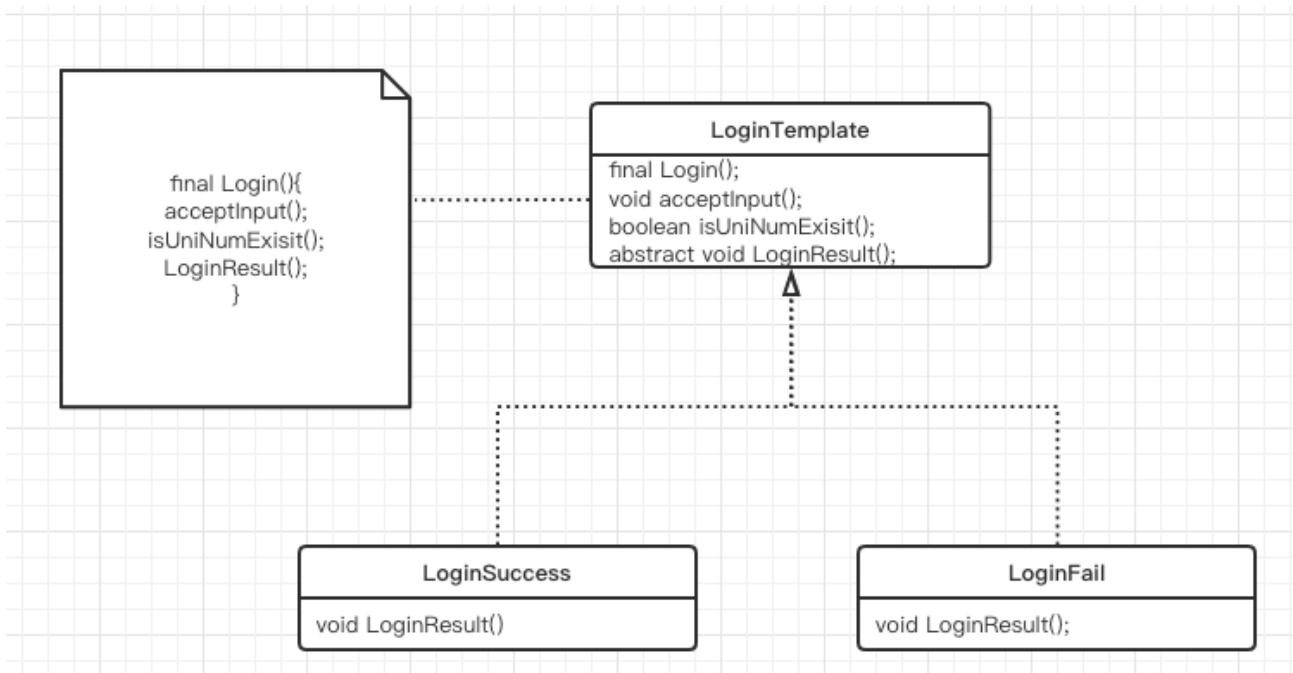 final Login(){
acceptInput();
isUniNumExisit();
LoginResult();
}
LoginTemplate
final Login();
void acceptInput();
boolean isUniNumExisit();
abstract void LoginResult();
LoginSuccess
void LoginResult()
LoginFail
void LoginResult();